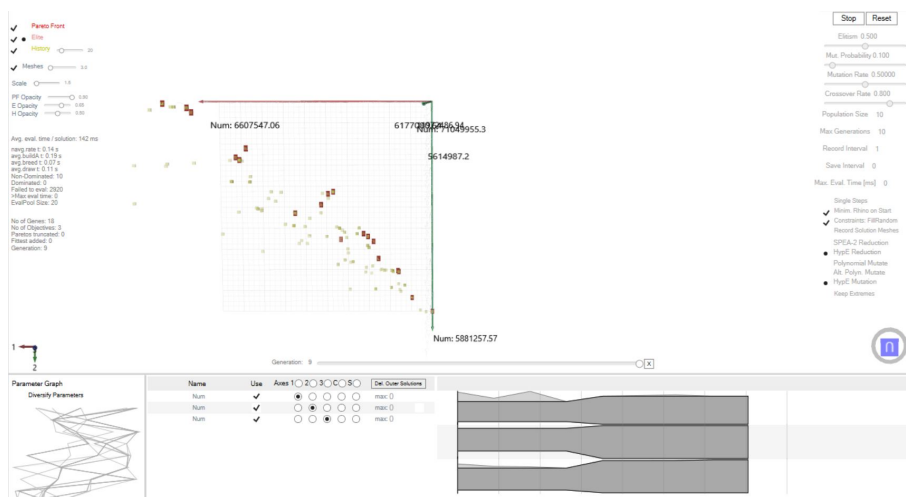 Pareto Front
Elite
History 20
Meshes 0.0
Scale 1.0
PF Opacity 0.90
E Opacity 0.60
H Opacity 0.50
Avg. eval. time / solution: 142 ms
navg.rate t: 0.14 s
avg.buildA t: 0.19 s
avg.breed t: 0.07 s
avg.draw t: 0.11 s
Non-Dominated: 10
Dominated: 0
Failed to eval: 2920
>Max eval time: 0
EvalPool Size: 20
No of Genes: 18
No of Objectives: 3
Paretos truncated: 0
Fittest added: 0
Generation: 9
Num: 6607547.06
Num: 71049955.3
5614987.2
Num: 5881257.57
1
2
Generation: 9
X
Stop Reset
Elitism 0.500
Mut. Probability 0.100
Mutation Rate 0.50000
Crossover Rate 0.800
Population Size 10
Max Generations 10
Record Interval 1
Save Interval 0
Max. Eval. Time [ms] 0
Single Steps
Minim. Rhino on Start
Constraints: FillRandom
Record Solution Meshes
SPEA-2 Reduction
HypE Reduction
Polynomial Mutate
Alt. Polyn. Mutate
HypE Mutation
Keep Extremes
Parameter Graph
Diversify Parameters
Name Use Axes 1 2 3 C S Del. Outer Solutions
Num max: 0
Num max: 0
Num max: 0